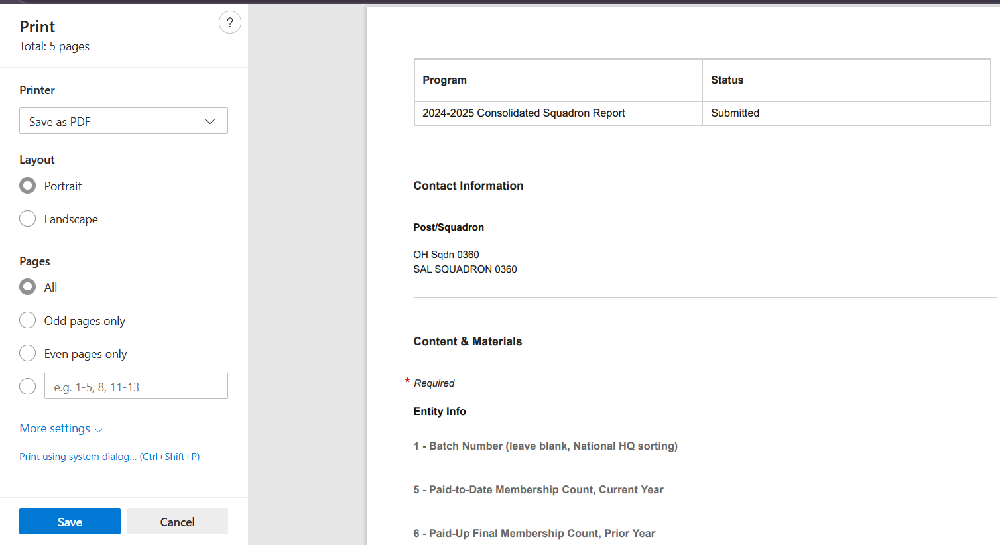 Print
?
Total: 5 pages
Printer
Save as PDF
Layout
Portrait
Landscape
Pages
All
Odd pages only
Even pages only
e.g. 1-5, 8, 11-13
More settings
Print using system dialog... (Ctrl+Shift+P)
Save Cancel
Program Status
2024-2025 Consolidated Squadron Report Submitted
Contact Information
Post/Squadron
OH Sqdn 0360
SAL SQUADRON 0360
Content & Materials
* Required
Entity Info
1 - Batch Number (leave blank, National HQ sorting)
5 - Paid-to-Date Membership Count, Current Year
6 - Paid-Up Final Membership Count, Prior Year